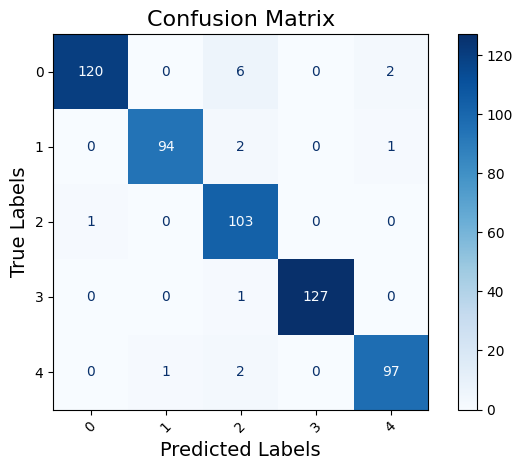 Confusion Matrix
True Labels
0 120 0 6 0 2
1 0 94 2 0 1
2 1 0 103 0 0
3 0 0 1 127 0
4 0 1 2 0 97
0 1 2 3 4
Predicted Labels
120
100
80
60
40
20
0